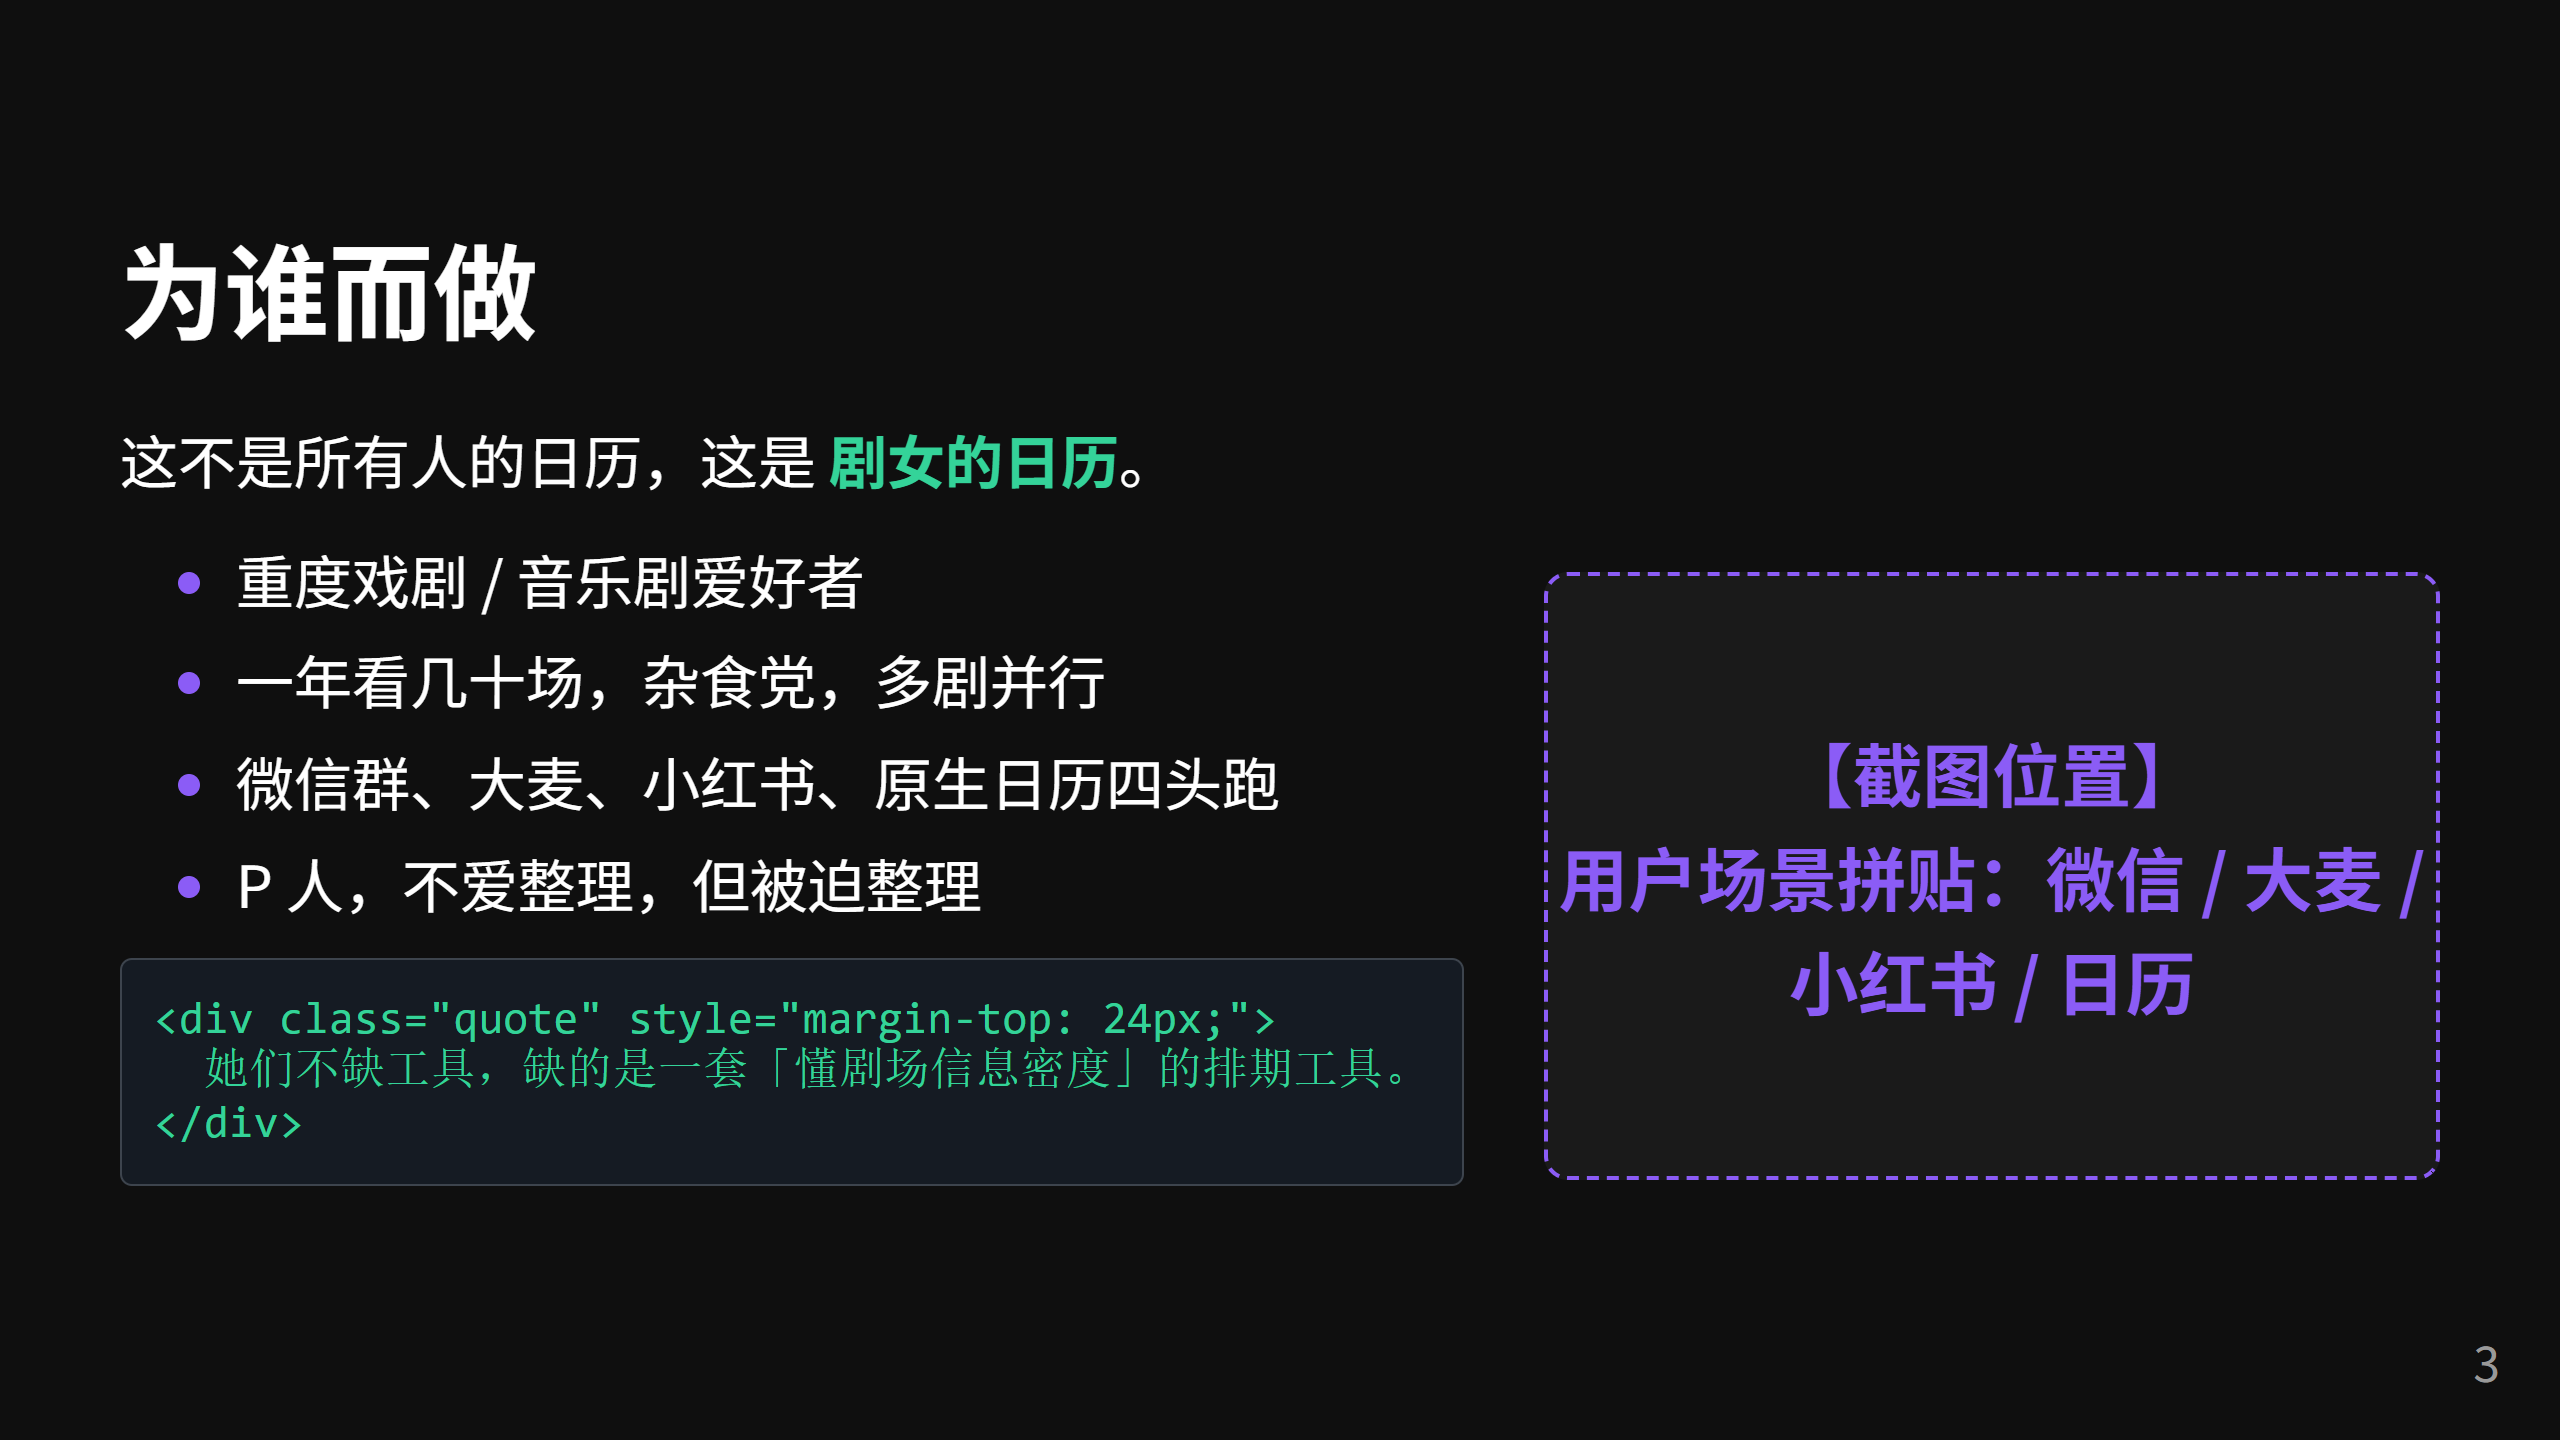 为谁而做
这不是所有人的日历，这是 剧女的日历。
重度戏剧 / 音乐剧爱好者
一年看几十场，杂食党，多剧并行
微信群、大麦、小红书、原生日历四头跑
P 人，不爱整理，但被迫整理
<div class="quote" style="margin-top: 24px;">
  她们不缺工具，缺的是一套「懂剧场信息密度」的排期工具。
</div>
【截图位置】
用户场景拼贴：微信 / 大麦 /
小红书 / 日历
3